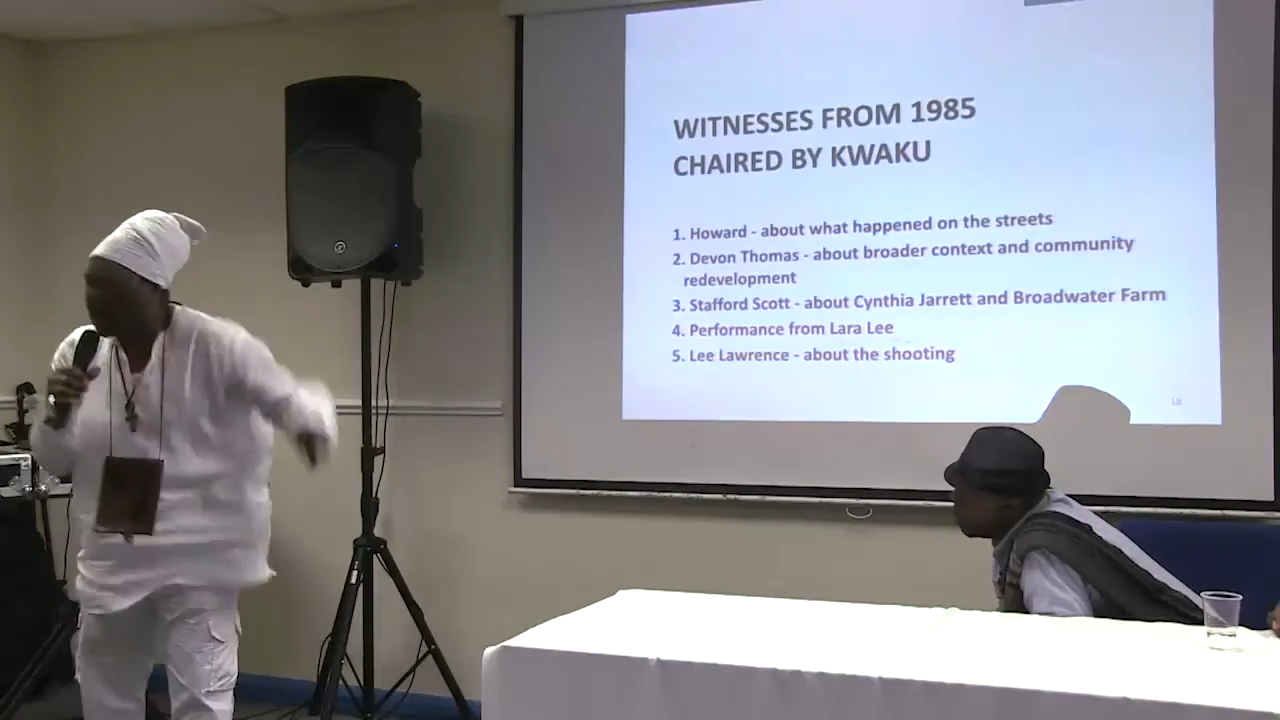 WITNESSES FROM 1985
CHAIRED BY KWAKU
1. Howard - about what happened on the streets
2. Devon Thomas - about broader context and community
redevelopment
3. Stafford Scott - about Cynthia Jarrett and Broadwater Farm
4. Performance from Lara Lee
5. Lee Lawrence - about the shooting